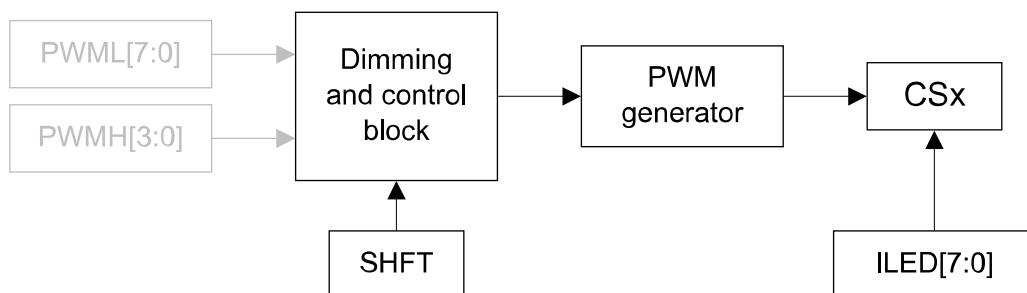 PWML[7:0]
PWMH[3:0]
Dimming
and control
block
PWM
generator
CSx
SHFT
ILED[7:0]